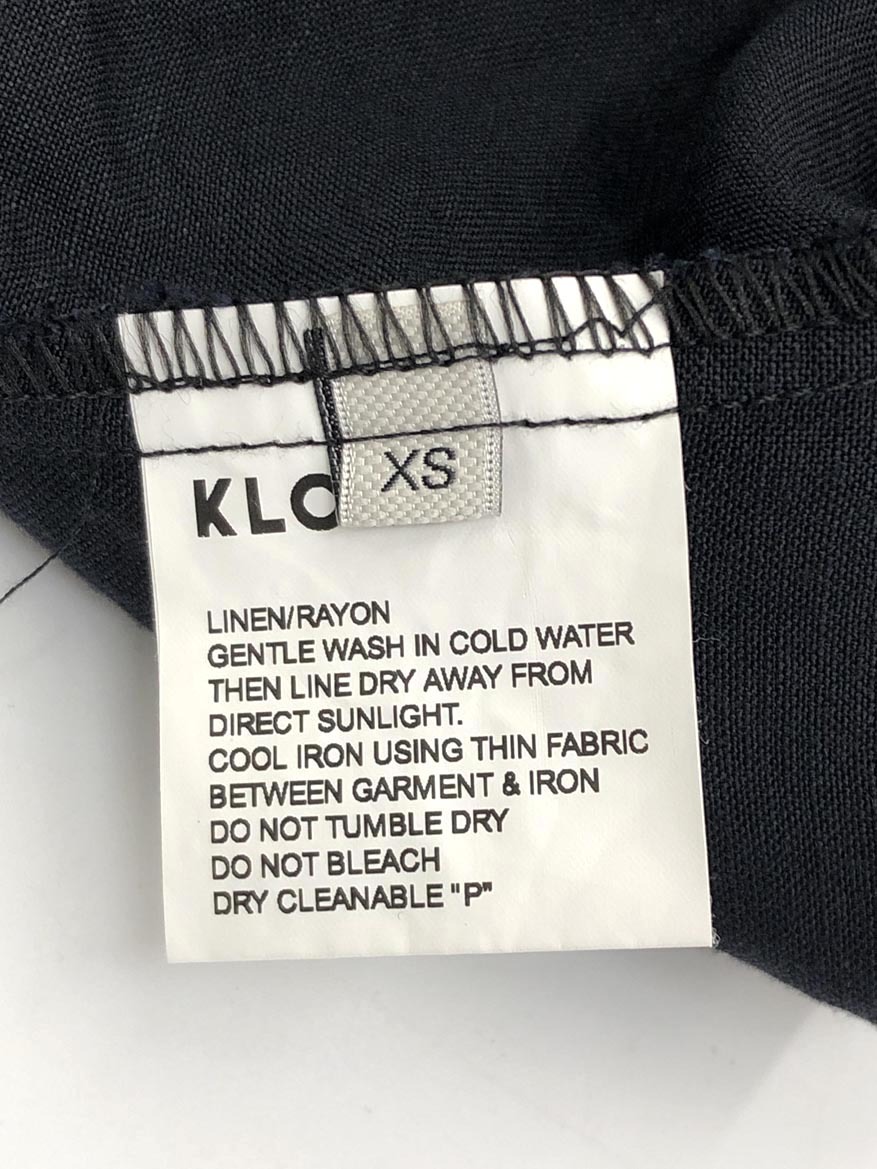 XS
KLO
LINEN/RAYON
GENTLE WASH IN COLD WATER
THEN LINE DRY AWAY FROM
DIRECT SUNLIGHT.
COOL IRON USING THIN FABRIC
BETWEEN GARMENT & IRON
DO NOT TUMBLE DRY
DO NOT BLEACH
DRY CLEANABLE "P"